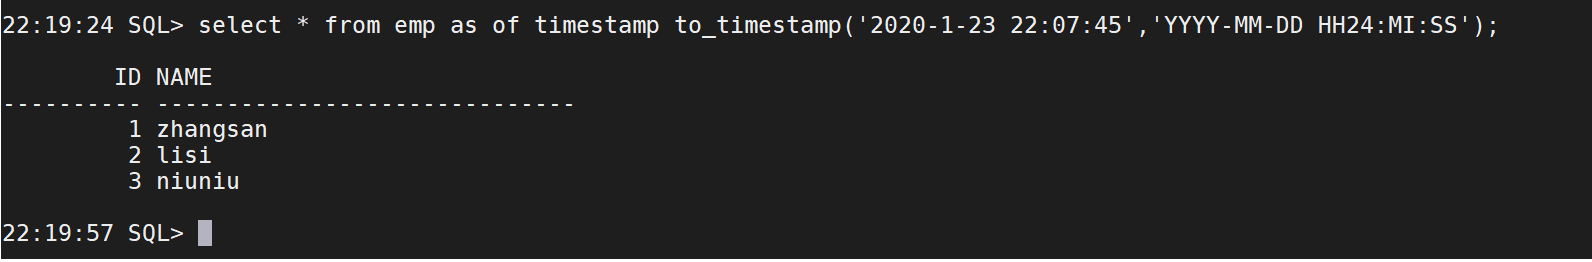 22:19:24 SQL> select * from emp as of timestamp to_timestamp('2020-1-23 22:07:45','YYYY-MM-DD HH24:MI:SS');
        ID NAME
---------- ------------------------------
         1 zhangsan
         2 lisi
         3 niuniu
22:19:57 SQL>